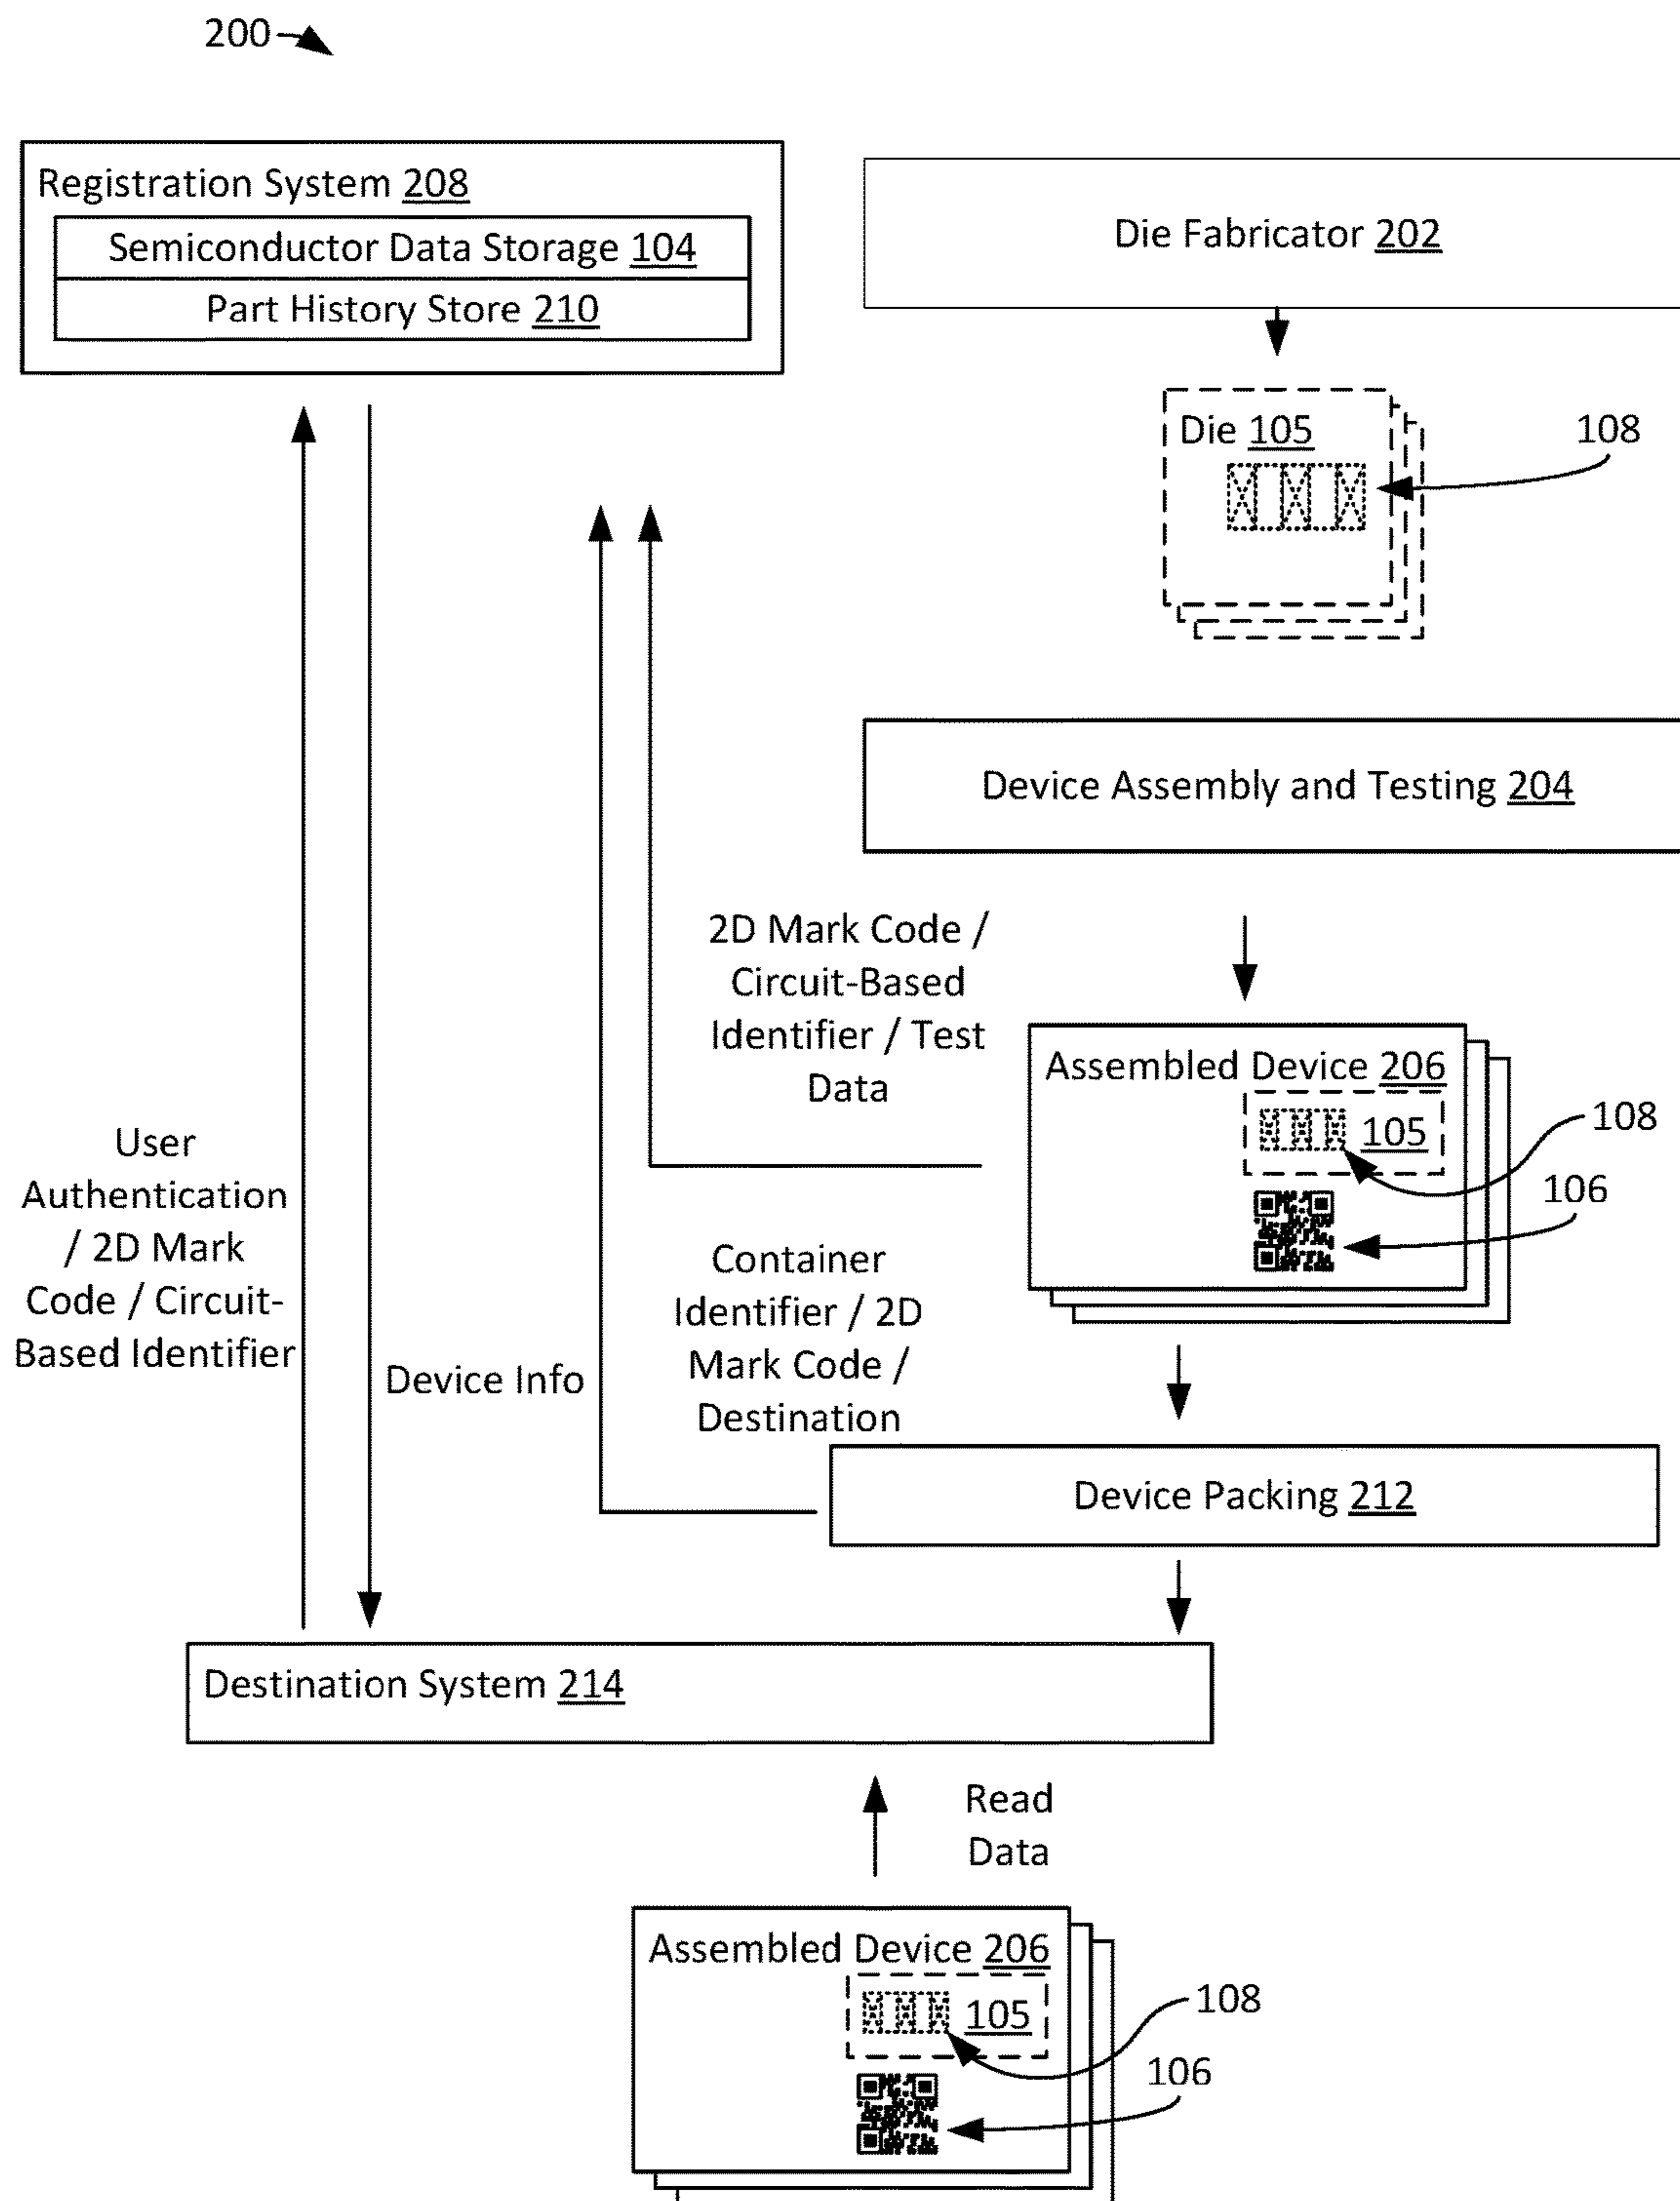 200
Registration System 208
Semiconductor Data Storage 104
Part History Store 210
Die Fabricator 202
Die 105
108
Device Assembly and Testing 204
2D Mark Code /
Circuit-Based
Identifier / Test
Data
Assembled Device 206
105
108
106
User
Authentication
/ 2D Mark
Code / Circuit-
Based Identifier
Device Info
Container
Identifier / 2D
Mark Code /
Destination
Device Packing 212
Destination System 214
Read
Data
Assembled Device 206
105
108
106